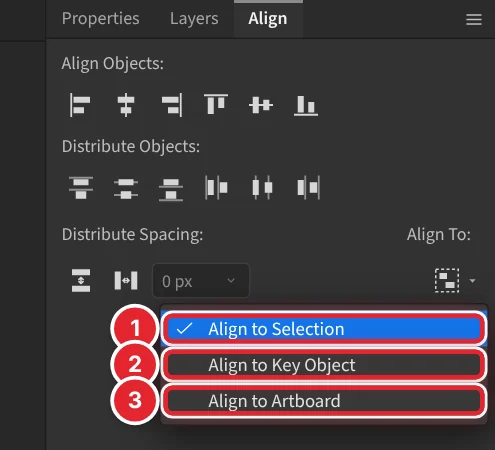 Properties Layers Align
Align Objects:
Distribute Objects:
Distribute Spacing: Align To:
0 px
1 Align to Selection
2 Align to Key Object
3 Align to Artboard